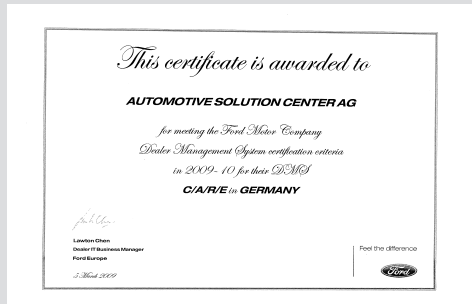 This certificate is awarded to
AUTOMOTIVE SOLUTION CENTER AG
for meeting the Ford Motor Company
Dealer Management System certification criteria
in 2009-10 for their DMS
C/A/R/E in GERMANY
Lawton Chen
Dealer IT Business Manager
Ford Europe
5 March 2009
Feel the difference
Ford